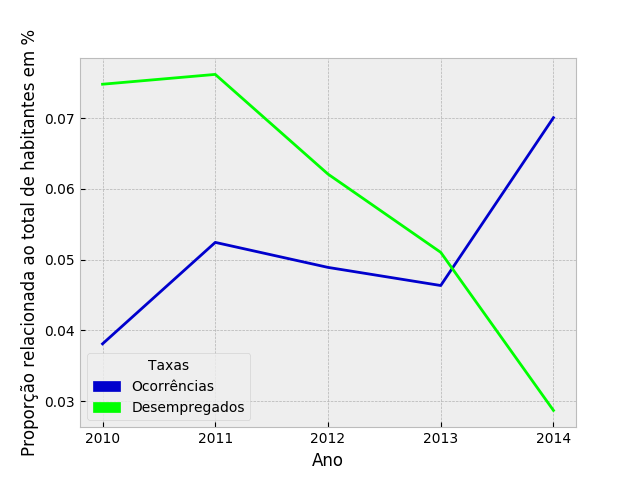 Proporção relacionada ao total de habitantes em %
0.07
0.06
0.05
0.04
0.03
Taxas
Ocorrências
Desempregados
2010 2011 2012 2013 2014
Ano